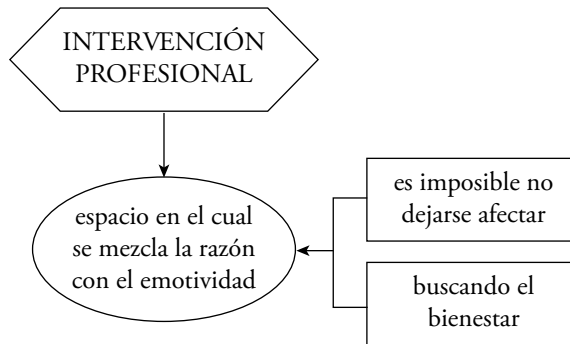 INTERVENCIÓN
PROFESIONAL
espacio en el cual
se mezcla la razón
con el emotividad
es imposible no
dejarse afectar
buscando el
bienestar